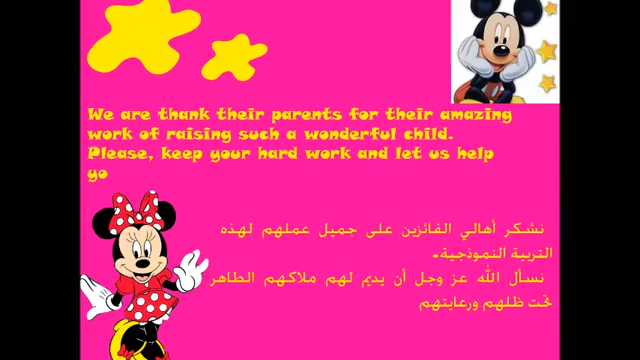 We are thank their parents for their amazing
work of raising such a wonderful child.
Please, keep your hard work and let us help
yo
نشكر أهالي الفائزين على جميل عملهم لهذه
التربية النموذجية.
نسأل الله عز وجل أن يديم لهم ملاكهم الطاهر
تحت ظلهم ورعايتهم